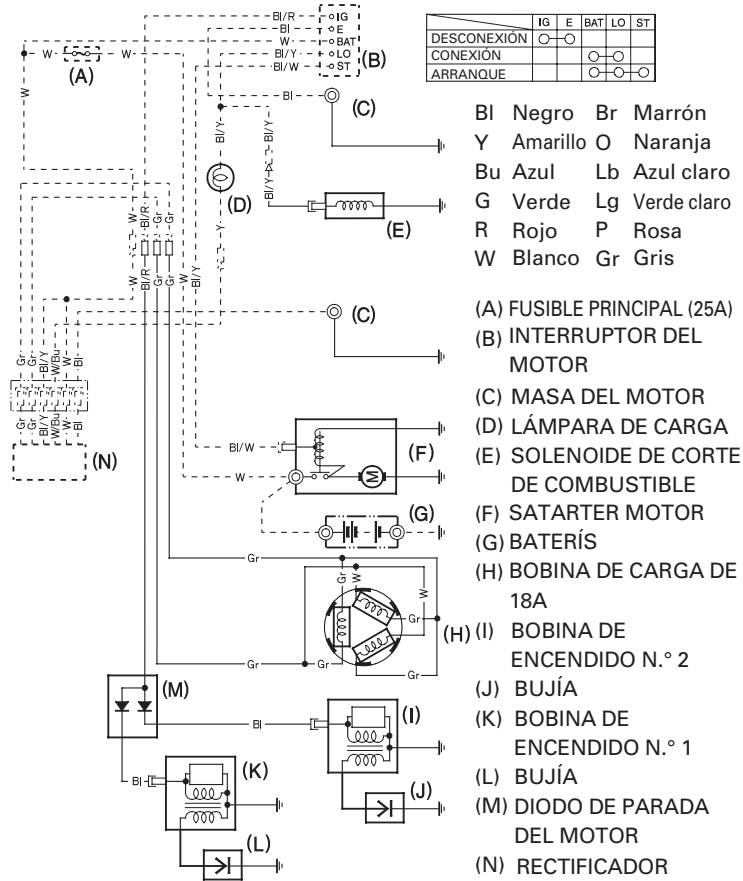 Bl/R IG
Bl E
W BAT
Bl/Y LO
Bl/W ST
(B)
IG E BAT LO ST
DESCONEXIÓN
CONEXIÓN
ARRANQUE
W W
(A)
W
Bl (C)
Bl/Y Bl/Y
Bl/Y
(D)
(E)
Y
W Bl/R Gr Gr
W Bl/R Gr Gr
Bl/Y
(C)
Gr Gr Bl/Y W/Bu W Bl
Gr Gr Bl/Y W/Bu W Bl
(N)
Bl/W
W
M
(F)
(G)
Gr
Gr W W
Gr
(H)
Gr Gr
Gr
(M)
Bl
(I)
Bl
(K)
(J)
(L)
Bl Negro Br Marrón
Y Amarillo O Naranja
Bu Azul Lb Azul claro
G Verde Lg Verde claro
R Rojo P Rosa
W Blanco Gr Gris
(A) FUSIBLE PRINCIPAL (25A)
(B) INTERRUPTOR DEL
MOTOR
(C) MASA DEL MOTOR
(D) LÁMPARA DE CARGA
(E) SOLENOIDE DE CORTE
DE COMBUSTIBLE
(F) SATARTER MOTOR
(G) BATERÍS
(H) BOBINA DE CARGA DE
18A
(I) BOBINA DE
ENCENDIDO N.° 2
(J) BUJÍA
(K) BOBINA DE
ENCENDIDO N.° 1
(L) BUJÍA
(M) DIODO DE PARADA
DEL MOTOR
(N) RECTIFICADOR